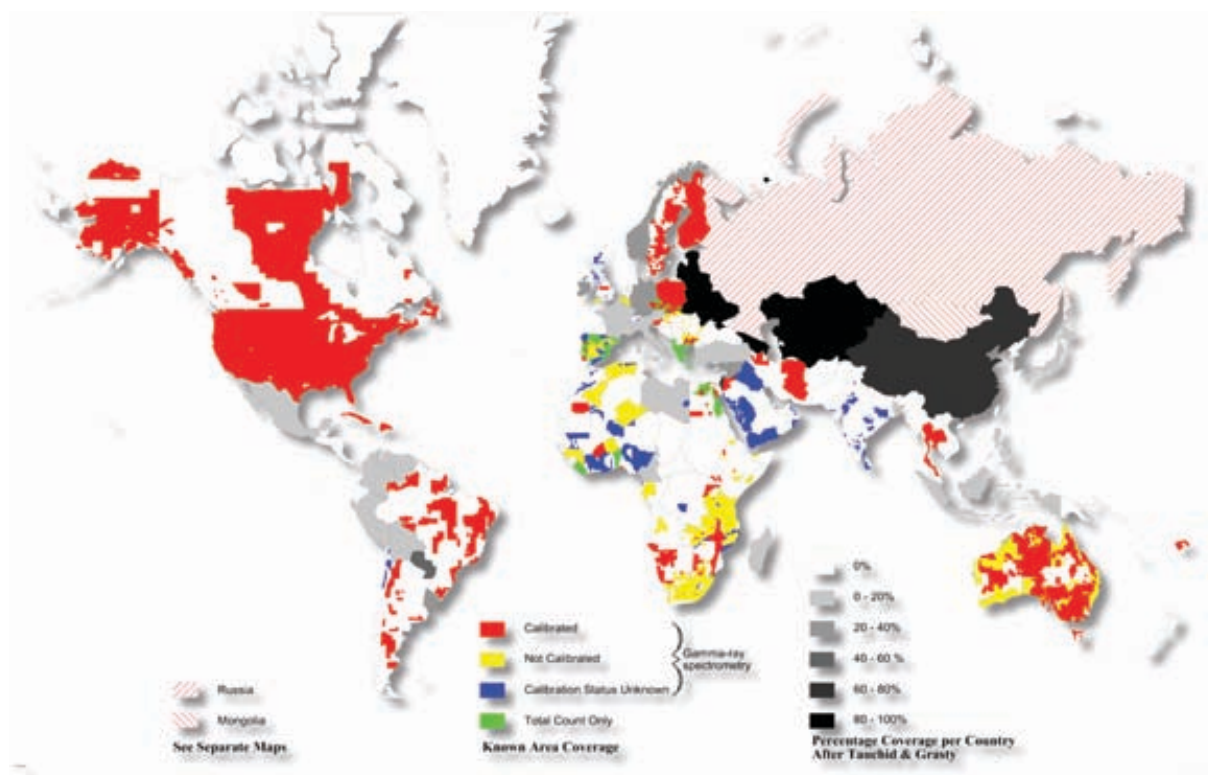 0%
0 - 20%
20 - 40%
40 - 60 %
60 - 80%
80 - 100%
Percentage Coverage per Country
After Tauchid & Grasty
Calibrated
Not Calibrated
Calibration Status Unknown
Total Count Only
Gamma-ray
spectrometry
Known Area Coverage
Russia
Mongolia
See Separate Maps